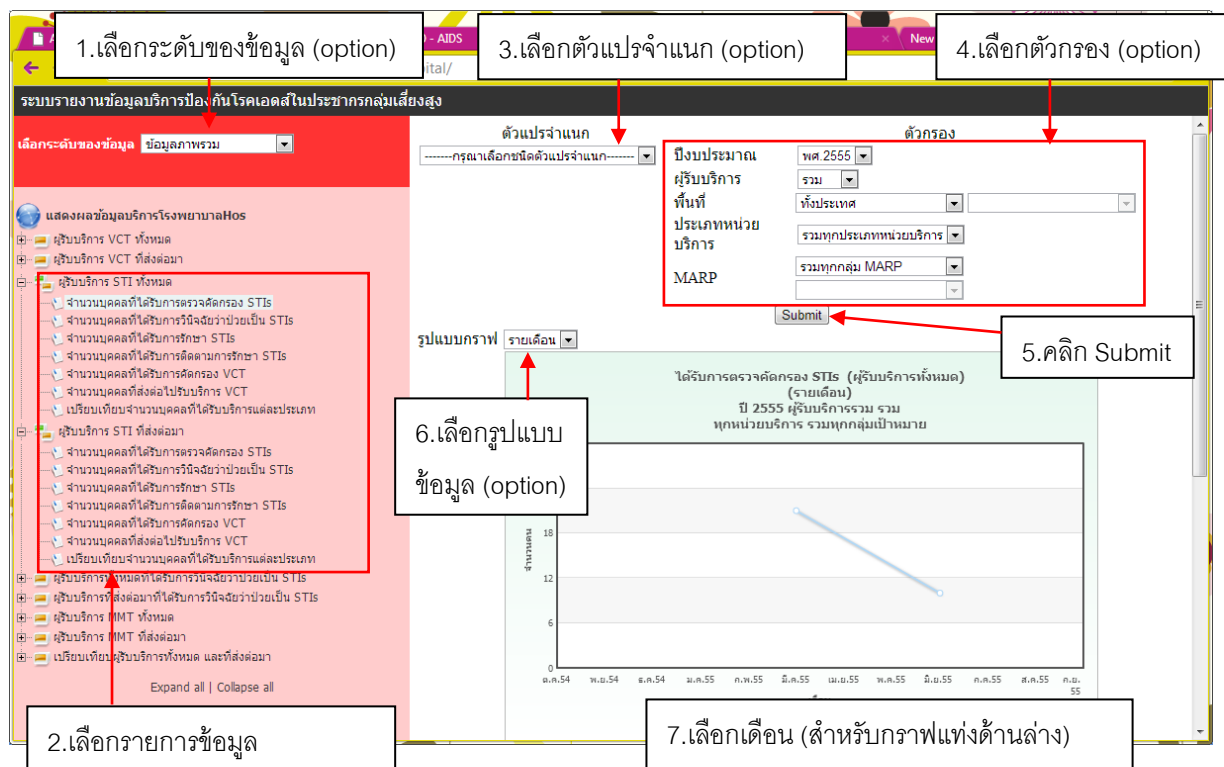 1.เลือกระดับของข้อมูล (option)
- AIDS
3.เลือกตัวแปรจำแนก (option)
New
4.เลือกตัวกรอง (option)
ital/
ระบบรายงานข้อมูลบริการป้องกันโรคเอดส์ในประชากรกลุ่มเสี่ยงสูง
เลือกระดับของข้อมูล ข้อมูลภาพรวม
ตัวแปรจำแนก
-------กรุณาเลือกชนิดตัวแปรจำแนก-------
ตัวกรอง
ปีงบประมาณ พศ.2555
ผู้รับบริการ รวม
พื้นที่ ทั้งประเทศ
ประเภทหน่วย
บริการ
รวมทุกประเภทหน่วยบริการ
MARP
รวมทุกกลุ่ม MARP
Submit
5.คลิก Submit
แสดงผลข้อมูลบริการโรงพยาบาลHos
ผู้รับบริการ VCT ทั้งหมด
ผู้รับบริการ VCT ที่ส่งต่อมา
ผู้รับบริการ STI ทั้งหมด
จำนวนบุคคลที่ได้รับการตรวจคัดกรอง STIs
จำนวนบุคคลที่ได้รับการวินิจฉัยว่าป่วยเป็น STIs
จำนวนบุคคลที่ได้รับการรักษา STIs
จำนวนบุคคลที่ได้รับการติดตามการรักษา STIs
จำนวนบุคคลที่ได้รับการคัดกรอง VCT
จำนวนบุคคลที่ส่งต่อไปรับบริการ VCT
เปรียบเทียบจำนวนบุคคลที่ได้รับบริการแต่ละประเภท
ผู้รับบริการ STI ที่ส่งต่อมา
จำนวนบุคคลที่ได้รับการตรวจคัดกรอง STIs
จำนวนบุคคลที่ได้รับการวินิจฉัยว่าป่วยเป็น STIs
จำนวนบุคคลที่ได้รับการรักษา STIs
จำนวนบุคคลที่ได้รับการติดตามการรักษา STIs
จำนวนบุคคลที่ได้รับการคัดกรอง VCT
จำนวนบุคคลที่ส่งต่อไปรับบริการ VCT
เปรียบเทียบจำนวนบุคคลที่ได้รับบริการแต่ละประเภท
ผู้รับบริการทั้งหมดที่ได้รับการวินิจฉัยว่าป่วยเป็น STIs
ผู้รับบริการที่ส่งต่อมาที่ได้รับการวินิจฉัยว่าป่วยเป็น STIs
ผู้รับบริการ MMT ทั้งหมด
ผู้รับบริการ MMT ที่ส่งต่อมา
เปรียบเทียบผู้รับบริการทั้งหมด และที่ส่งต่อมา
Expand all | Collapse all
2.เลือกรายการข้อมูล
รูปแบบกราฟ รายเดือน
6.เลือกรูปแบบ
ข้อมูล (option)
ได้รับการตรวจคัดกรอง STIs (ผู้รับบริการทั้งหมด)
(รายเดือน)
ปี 2555 ผู้รับบริการรวม รวม
ทุกหน่วยบริการ รวมทุกกลุ่มเป้าหมาย
จำนวนคน
18
12
6
0
ต.ค.54 พ.ย.54 ธ.ค.54 ม.ค.55 ก.พ.55 มี.ค.55 เม.ย.55 พ.ค.55 มิ.ย.55 ก.ค.55 ส.ค.55 ก.ย.
55
7.เลือกเดือน (สำหรับกราฟแท่งด้านล่าง)